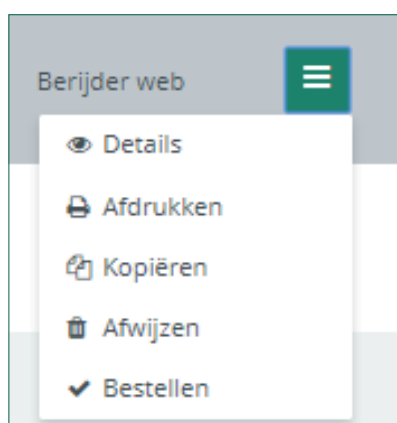 Berijder web
Details
Afdrukken
Kopiëren
Afwijzen
Bestellen